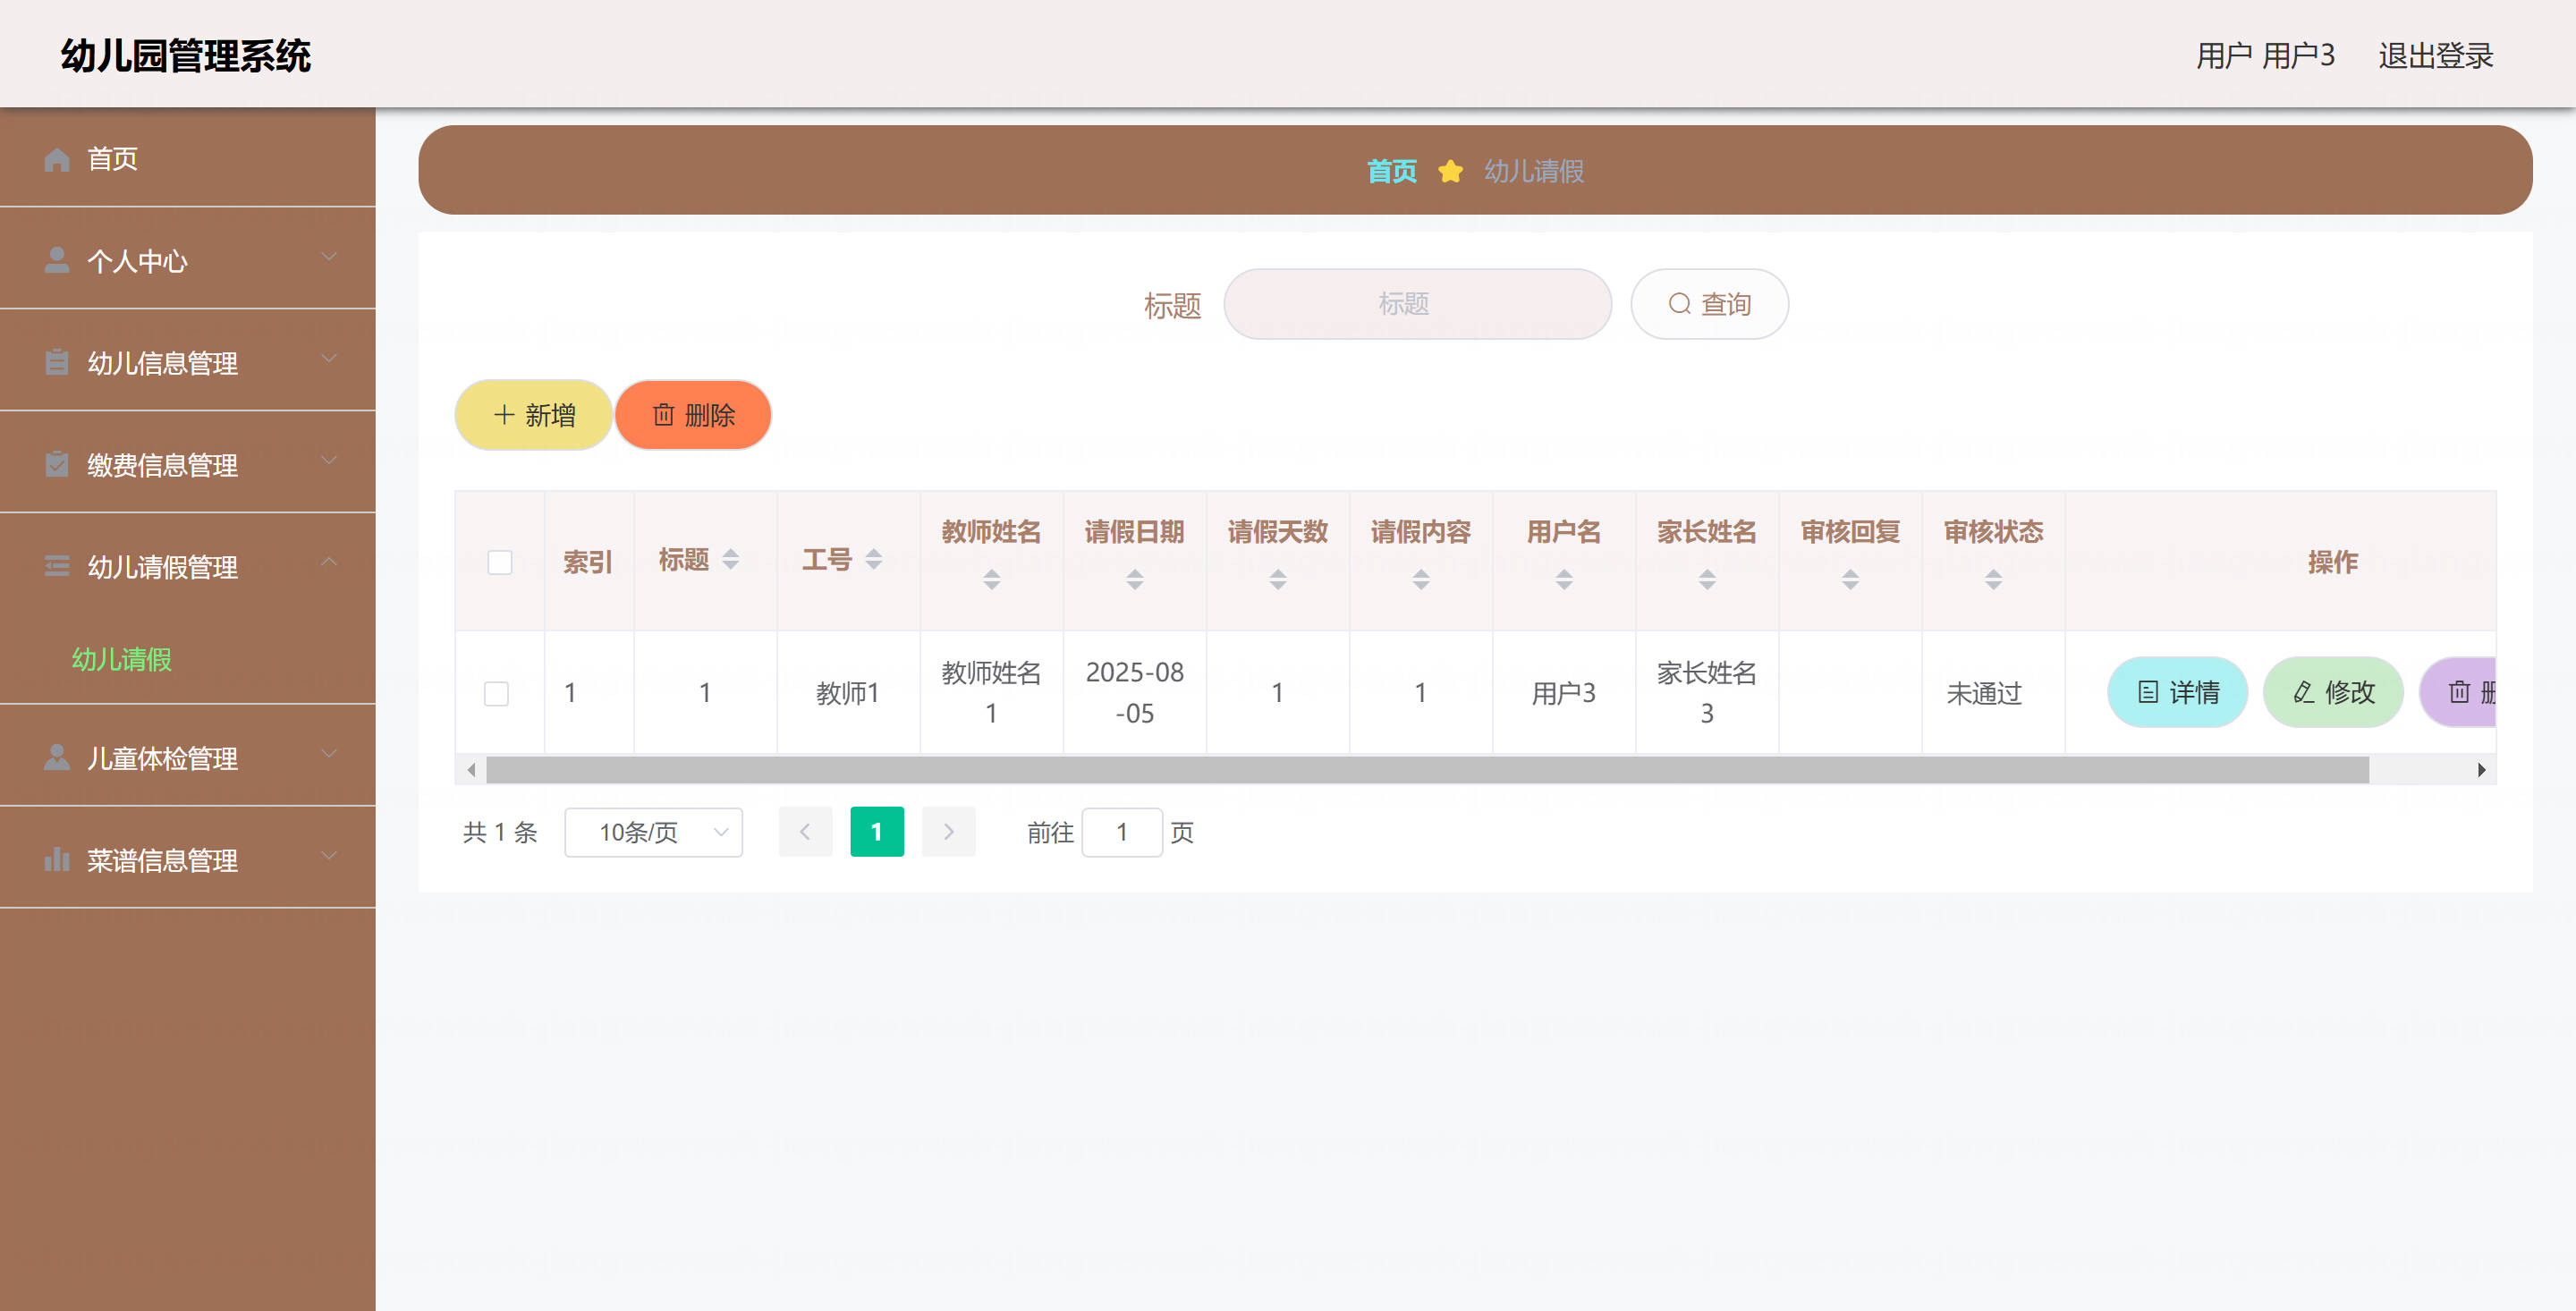 幼儿园管理系统
用户 用户3 退出登录
首页
个人中心
幼儿信息管理
缴费信息管理
幼儿请假管理
幼儿请假
儿童体检管理
菜谱信息管理
首页 幼儿请假
标题 标题 查询
新增 删除
索引 标题 工号 教师姓名 请假日期 请假天数 请假内容 用户名 家长姓名 审核回复 审核状态 操作
1 1 教师1 教师姓名1 2025-08-05 1 1 用户3 家长姓名3 未通过 详情 修改
共 1 条 10条/页 1 前往 1 页